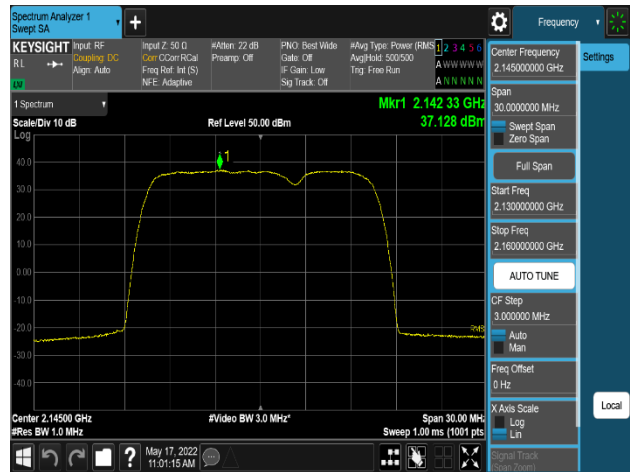 Spectrum Analyzer 1
Swept SA
Frequency
KEYSIGHT
RL
Input: RF
Coupling: DC
Align: Auto
Input Z: 50 Ω
Corr CCorr RCal
Freq Ref: Int (S)
NFE: Adaptive
#Atten: 22 dB
Preamp: Off
PNO: Best Wide
Gate: Off
IF Gain: Low
Sig Track: Off
#Avg Type: Power (RMS
Avg|Hold: 500/500
Trig: Free Run
1 2 3 4 5 6
A W W W W W
A N N N N N
1 Spectrum
Scale/Div 10 dB
Ref Level 50.00 dBm
Mkr1 2.142 33 GHz
37.128 dBm
Log
40.0
30.0
20.0
10.0
0.00
-10.0
-20.0
-30.0
-40.0
1
RMS
Center 2.14500 GHz
#Res BW 1.0 MHz
#Video BW 3.0 MHz*
Span 30.00 MHz
Sweep 1.00 ms (1001 pts)
May 17, 2022
11:01:15 AM
Center Frequency
2.145000000 GHz
Settings
Span
30.0000000 MHz
Swept Span
Zero Span
Full Span
Start Freq
2.130000000 GHz
Stop Freq
2.160000000 GHz
AUTO TUNE
CF Step
3.000000 MHz
Auto
Man
Freq Offset
0 Hz
X Axis Scale
Log
Lin
Local
Signal Track
(Span Zoom)